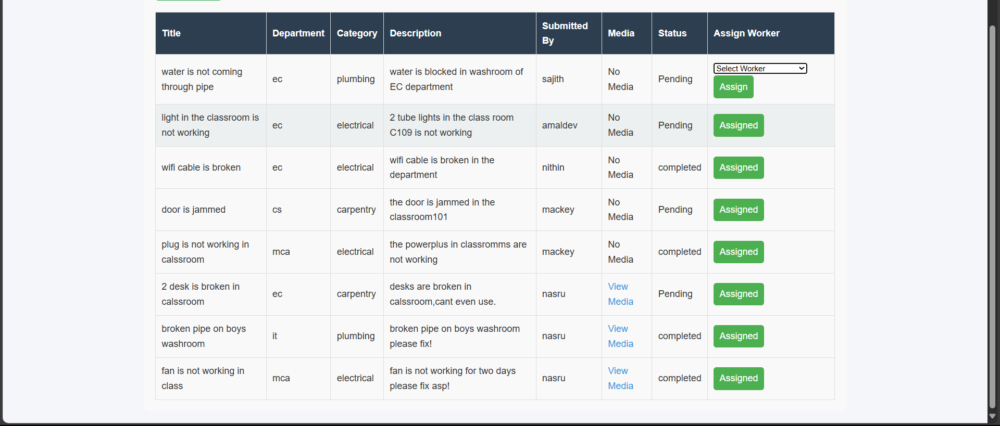 Title
Department
Category
Description
Submitted
By
Media
Status
Assign Worker
water is not coming
through pipe
ec
plumbing
water is blocked in washroom of
EC department
sajith
No
Media
Pending
Select Worker
Assign
light in the classroom is
not working
ec
electrical
2 tube lights in the class room
C109 is not working
amaldev
No
Media
Pending
Assigned
wifi cable is broken
ec
electrical
wifi cable is broken in the
department
nithin
No
Media
completed
Assigned
door is jammed
cs
carpentry
the door is jammed in the
classroom101
mackey
No
Media
Pending
Assigned
plug is not working in
calssroom
mca
electrical
the powerplus in classromms are
not working
mackey
No
Media
completed
Assigned
2 desk is broken in
calssroom
ec
carpentry
desks are broken in
calssroom,cant even use.
nasru
View
Media
Pending
Assigned
broken pipe on boys
washroom
it
plumbing
broken pipe on boys washroom
please fix!
nasru
View
Media
completed
Assigned
fan is not working in
class
mca
electrical
fan is not working for two days
please fix asp!
nasru
View
Media
completed
Assigned